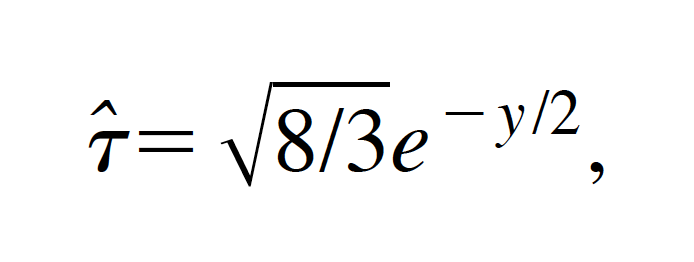 τ̂ = √8/3 e^{−y/2},